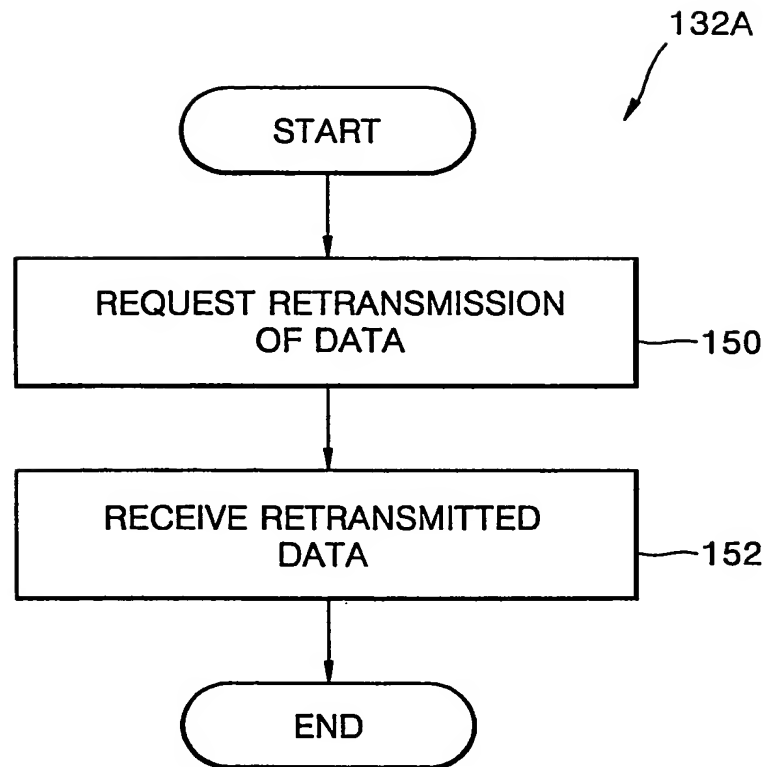 132A
START
REQUEST RETRANSMISSION
OF DATA
150
RECEIVE RETRANSMITTED
DATA
152
END